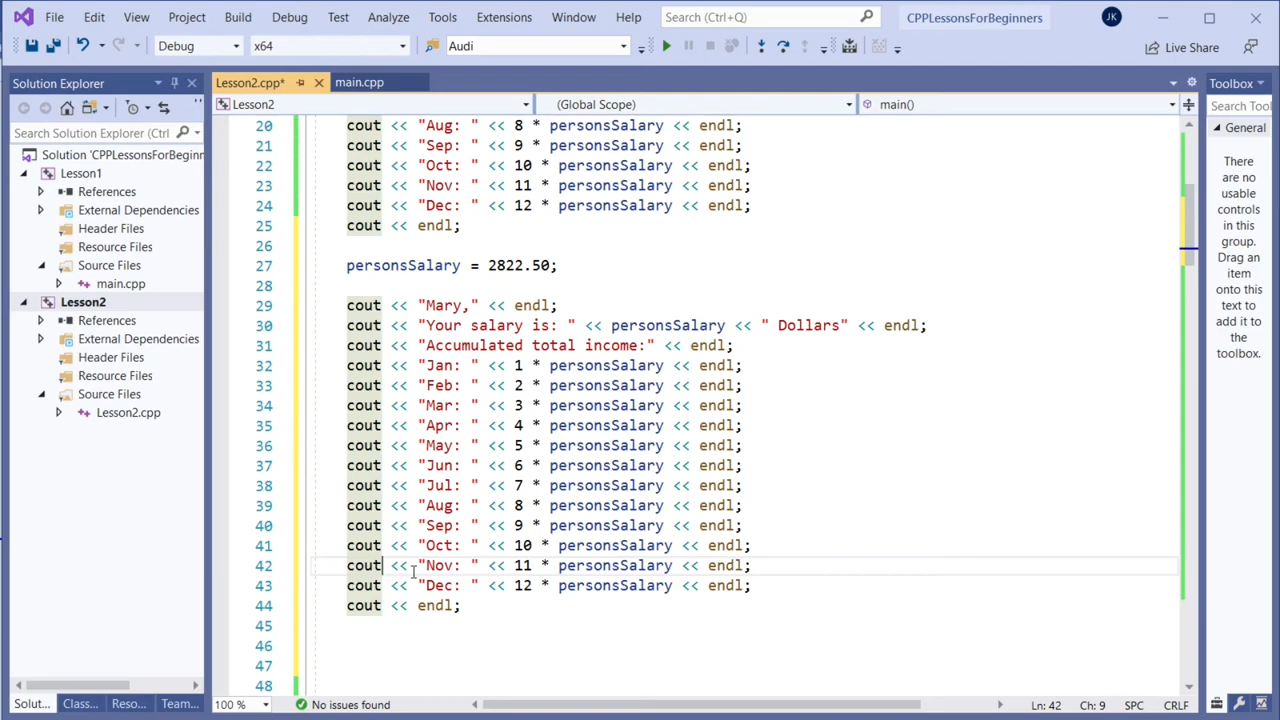 File Edit View Project Build Debug Test Analyze Tools Extensions Window Help Search (Ctrl+Q) CPPLessonsForBeginners JK
Debug x64 Audi Live Share
Solution Explorer
Search Solution Explorer (Ctrl
Solution 'CPPLessonsForBeginn
Lesson1
References
External Dependencies
Header Files
Resource Files
Source Files
main.cpp
Lesson2
References
External Dependencies
Header Files
Resource Files
Source Files
Lesson2.cpp
Solut... Class... Reso... Team...
Lesson2.cpp* main.cpp
Lesson2 (Global Scope) main()
20 cout << "Aug: " << 8 * personsSalary << endl;
21 cout << "Sep: " << 9 * personsSalary << endl;
22 cout << "Oct: " << 10 * personsSalary << endl;
23 cout << "Nov: " << 11 * personsSalary << endl;
24 cout << "Dec: " << 12 * personsSalary << endl;
25 cout << endl;
26
27 personsSalary = 2822.50;
28
29 cout << "Mary," << endl;
30 cout << "Your salary is: " << personsSalary << " Dollars" << endl;
31 cout << "Accumulated total income:" << endl;
32 cout << "Jan: " << 1 * personsSalary << endl;
33 cout << "Feb: " << 2 * personsSalary << endl;
34 cout << "Mar: " << 3 * personsSalary << endl;
35 cout << "Apr: " << 4 * personsSalary << endl;
36 cout << "May: " << 5 * personsSalary << endl;
37 cout << "Jun: " << 6 * personsSalary << endl;
38 cout << "Jul: " << 7 * personsSalary << endl;
39 cout << "Aug: " << 8 * personsSalary << endl;
40 cout << "Sep: " << 9 * personsSalary << endl;
41 cout << "Oct: " << 10 * personsSalary << endl;
42 cout << "Nov: " << 11 * personsSalary << endl;
43 cout << "Dec: " << 12 * personsSalary << endl;
44 cout << endl;
45
46
47
48
100 % No issues found Ln: 42 Ch: 9 SPC CRLF
Toolbox
Search Tool
General
There
are no
usable
controls
in this
group.
Drag an
item
onto this
text to
add it to
the
toolbox.